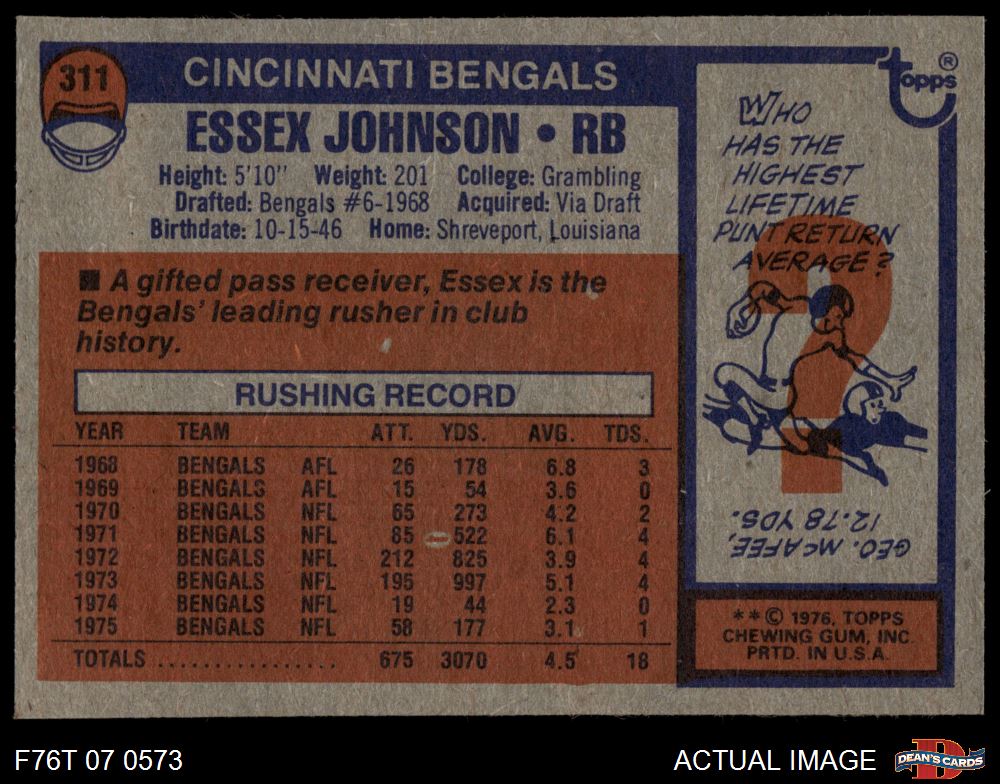 311
CINCINNATI BENGALS
ESSEX JOHNSON • RB
Height: 5'10" Weight: 201 College: Grambling
Drafted: Bengals #6-1968 Acquired: Via Draft
Birthdate: 10-15-46 Home: Shreveport, Louisiana
■ A gifted pass receiver, Essex is the
Bengals' leading rusher in club
history.
RUSHING RECORD
YEAR TEAM ATT. YDS. AVG. TDS.
1968 BENGALS AFL 26 178 6.8 3
1969 BENGALS AFL 15 54 3.6 0
1970 BENGALS NFL 65 273 4.2 2
1971 BENGALS NFL 85 522 6.1 4
1972 BENGALS NFL 212 825 3.9 4
1973 BENGALS NFL 195 997 5.1 4
1974 BENGALS NFL 19 44 2.3 0
1975 BENGALS NFL 58 177 3.1 1
TOTALS ................ 675 3070 4.5 18
topps®
WHO
HAS THE
HIGHEST
LIFETIME
PUNT RETURN
AVERAGE?
?
GEO. McAFEE,
12.78 YDS.
**© 1976, TOPPS
CHEWING GUM, INC.
PRTD. IN U.S.A.
F76T 07 0573
ACTUAL IMAGE
DEAN'S CARDS